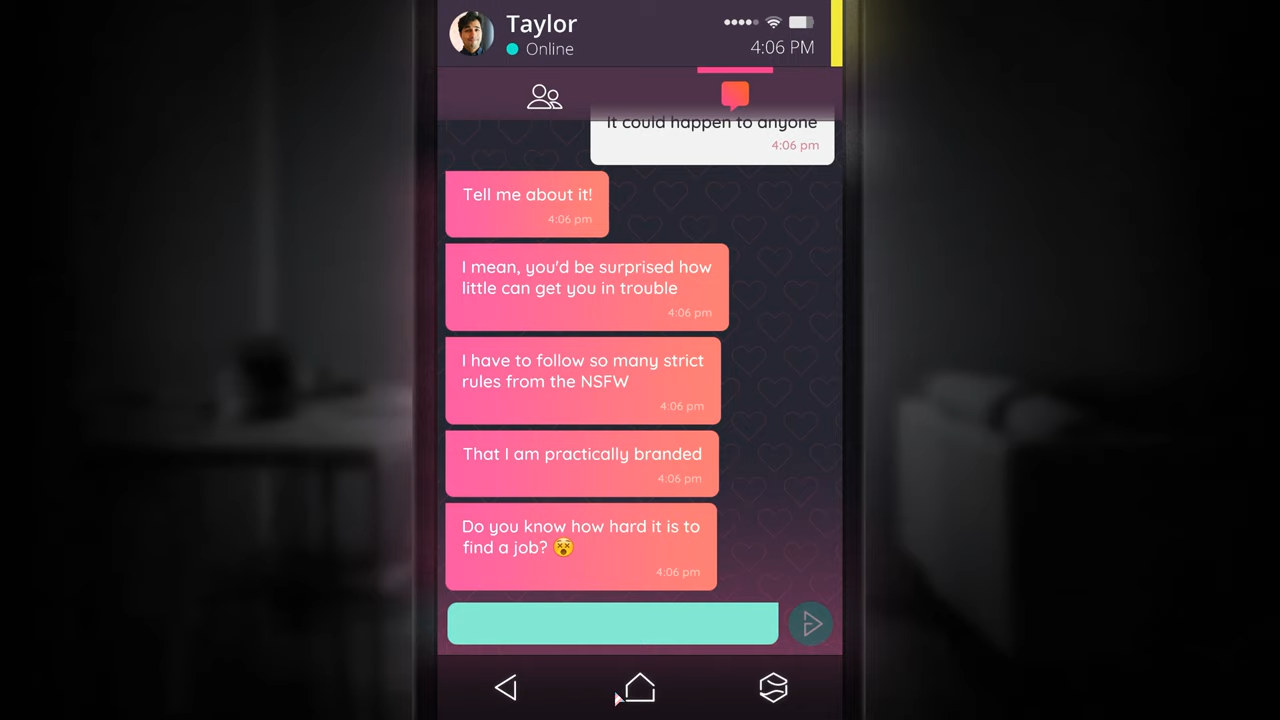 Taylor
Online
4:06 PM
It could happen to anyone
4:06 pm
Tell me about it!
4:06 pm
I mean, you'd be surprised how
little can get you in trouble
4:06 pm
I have to follow so many strict
rules from the NSFW
4:06 pm
That I am practically branded
4:06 pm
Do you know how hard it is to
find a job? 😵
4:06 pm